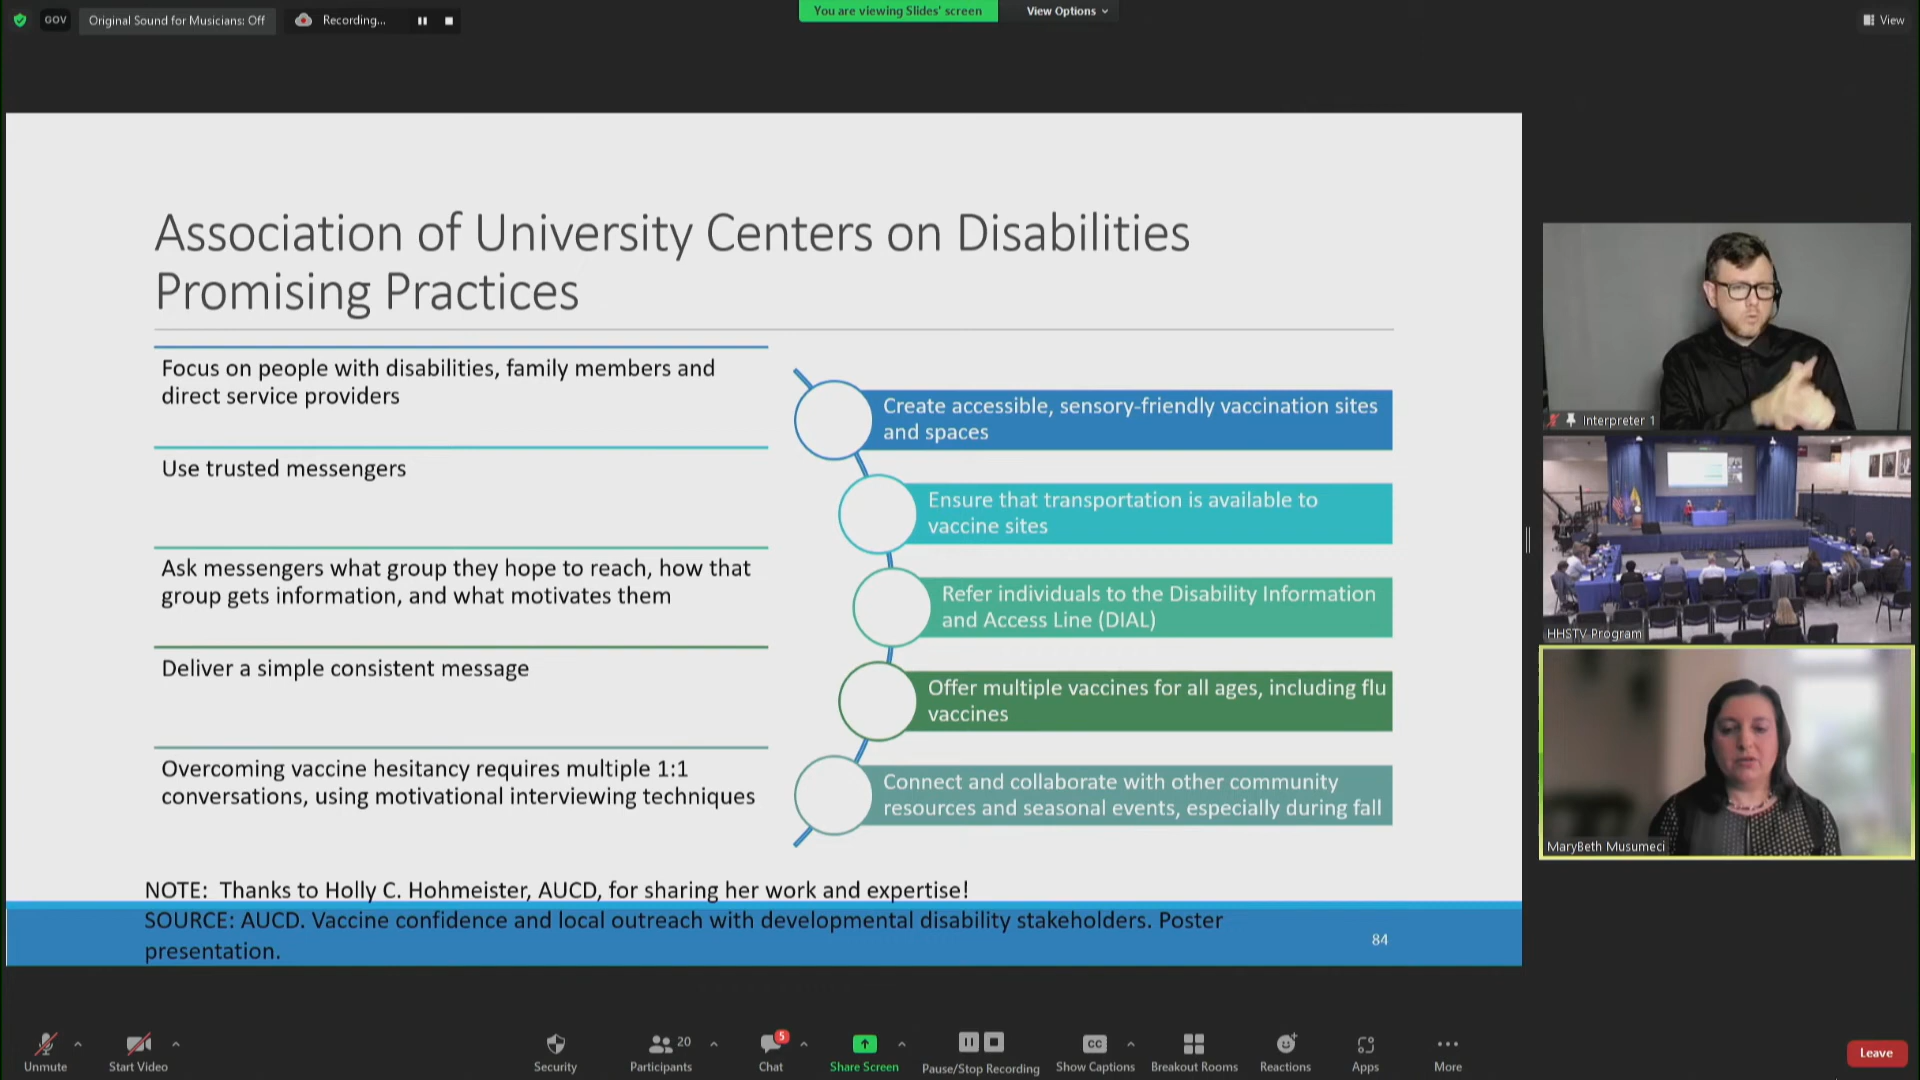 GOV
Original Sound for Musicians: Off
Recording...
You are viewing Slides' screen
View Options
View
Association of University Centers on Disabilities
Promising Practices
Focus on people with disabilities, family members and
direct service providers
Use trusted messengers
Ask messengers what group they hope to reach, how that
group gets information, and what motivates them
Deliver a simple consistent message
Overcoming vaccine hesitancy requires multiple 1:1
conversations, using motivational interviewing techniques
Create accessible, sensory-friendly vaccination sites
and spaces
Ensure that transportation is available to
vaccine sites
Refer individuals to the Disability Information
and Access Line (DIAL)
Offer multiple vaccines for all ages, including flu
vaccines
Connect and collaborate with other community
resources and seasonal events, especially during fall
NOTE: Thanks to Holly C. Hohmeister, AUCD, for sharing her work and expertise!
SOURCE: AUCD. Vaccine confidence and local outreach with developmental disability stakeholders. Poster
presentation.
84
Interpreter 1
HHSTV Program
MaryBeth Musumeci
Unmute
Start Video
Security
Participants
20
Chat
5
Share Screen
Pause/Stop Recording
CC
Show Captions
Breakout Rooms
Reactions
Apps
More
Leave